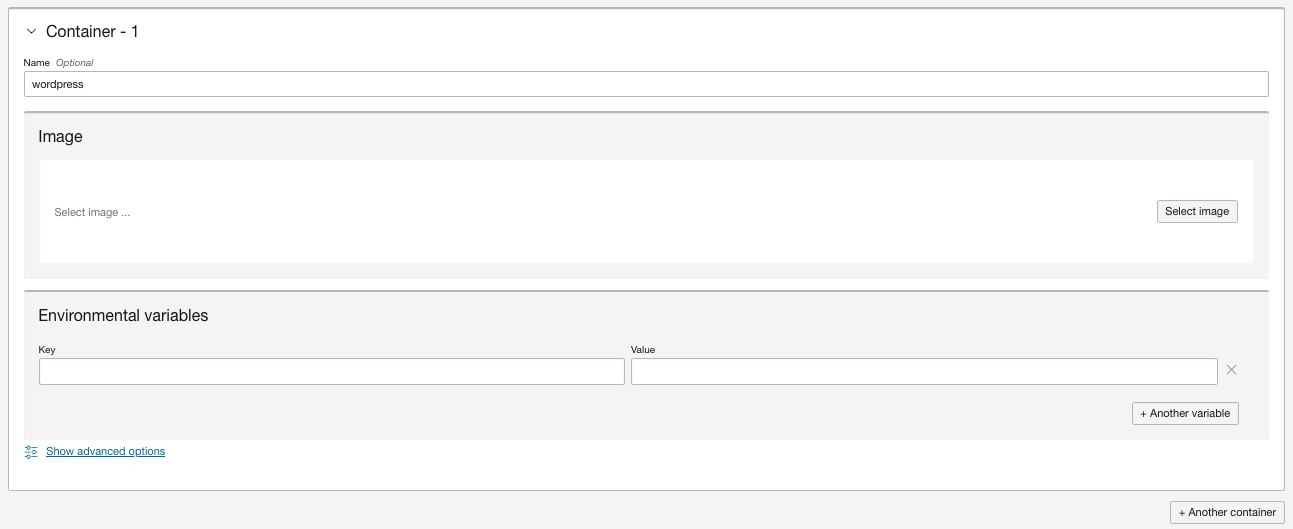 Container - 1
Name Optional
wordpress
Image
Select image ...
Select image
Environmental variables
Key Value
+ Another variable
Show advanced options
+ Another container